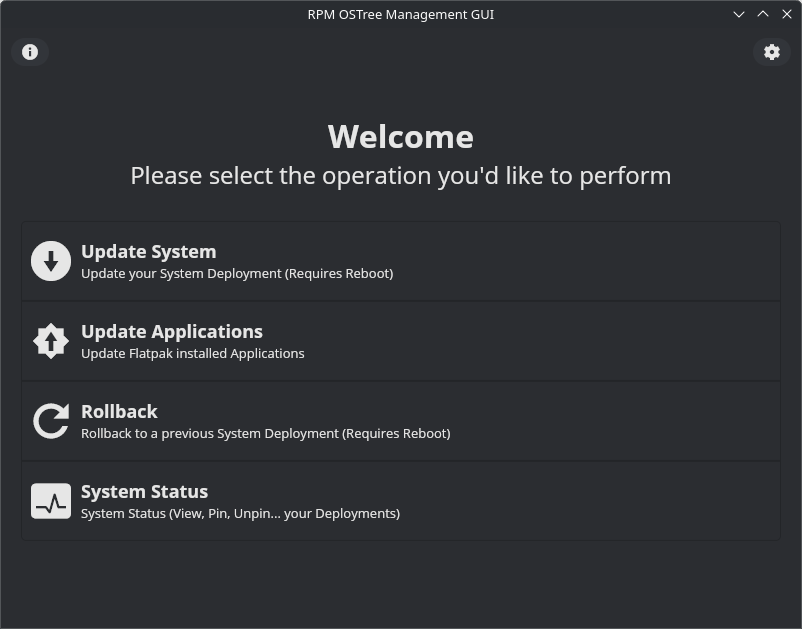 RPM OSTree Management GUI
Welcome
Please select the operation you'd like to perform
Update System
Update your System Deployment (Requires Reboot)
Update Applications
Update Flatpak installed Applications
Rollback
Rollback to a previous System Deployment (Requires Reboot)
System Status
System Status (View, Pin, Unpin... your Deployments)